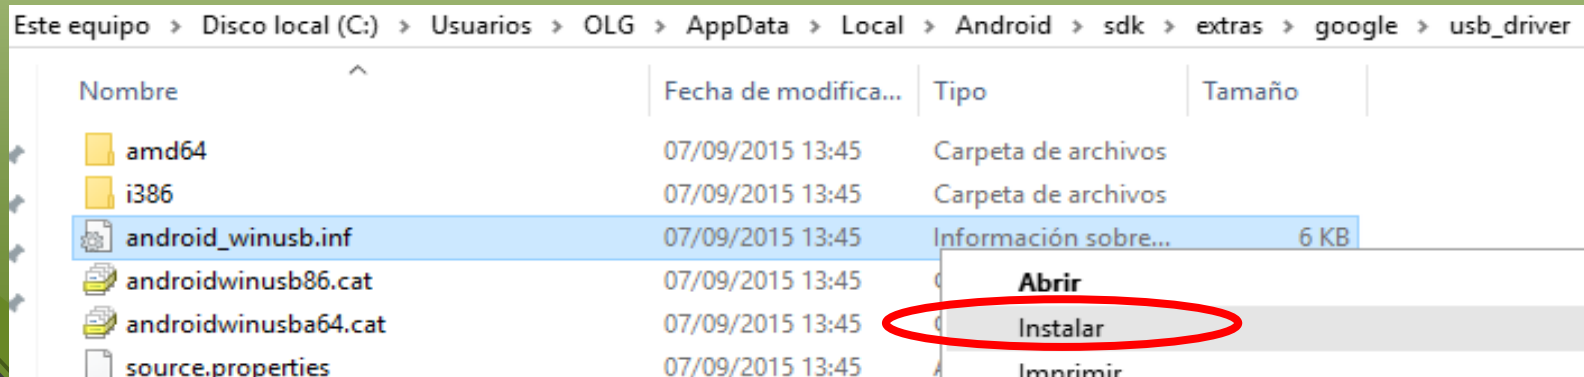 Este equipo > Disco local (C:) > Usuarios > OLG > AppData > Local > Android > sdk > extras > google > usb_driver
Nombre Fecha de modifica... Tipo Tamaño
amd64 07/09/2015 13:45 Carpeta de archivos
i386 07/09/2015 13:45 Carpeta de archivos
android_winusb.inf 07/09/2015 13:45 Información sobre... 6 KB
androidwinusb86.cat 07/09/2015 13:45
Abrir
androidwinusba64.cat 07/09/2015 13:45
Instalar
source.properties 07/09/2015 13:45
Imprimir